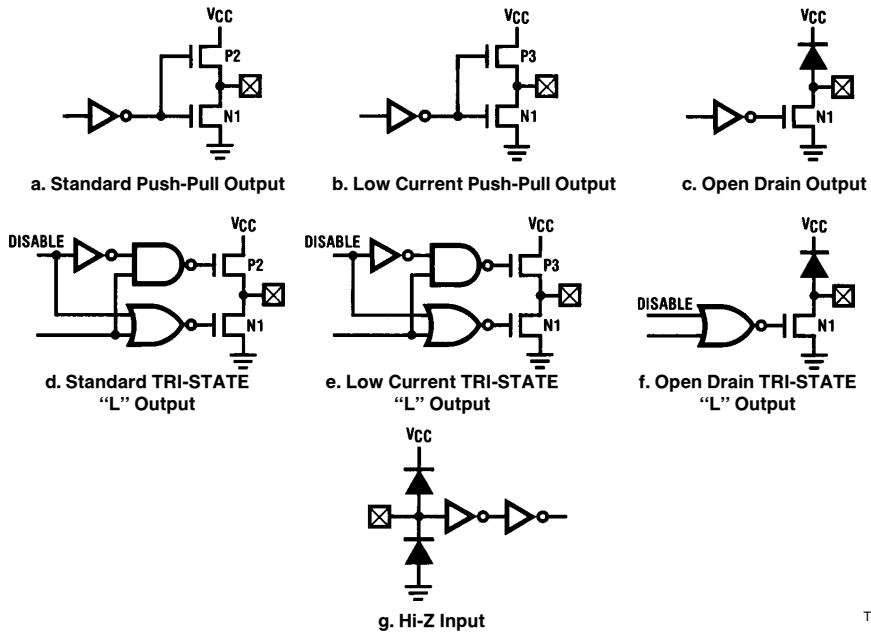 VCC VCC VCC
P2 P3
N1 N1 N1
a. Standard Push-Pull Output b. Low Current Push-Pull Output c. Open Drain Output
VCC VCC VCC
DISABLE DISABLE
P2 P3
DISABLE
N1 N1 N1
d. Standard TRI-STATE e. Low Current TRI-STATE f. Open Drain TRI-STATE
“L” Output “L” Output “L” Output
VCC
g. Hi-Z Input
T